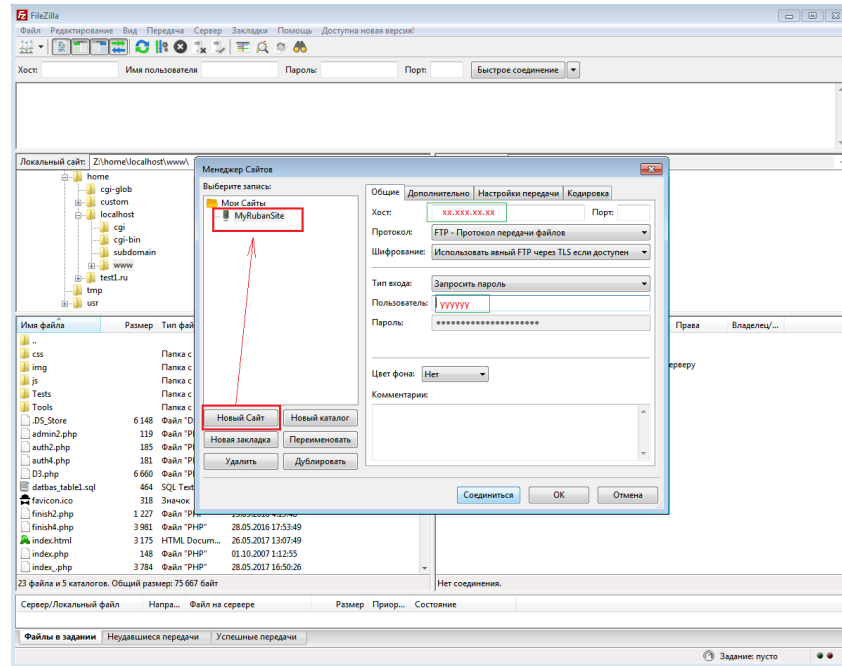 FileZilla
Файл Редактирование Вид Передача Сервер Закладки Помощь Доступна новая версия!
Хост: Имя пользователя Пароль: Порт: Быстрое соединение
Локальный сайт: Z:\home\localhost\www\
home
cgi-glob
custom
localhost
cgi
cgi-bin
subdomain
www
test1.ru
tmp
usr
Имя файла Размер Тип фай
..
css Папка с
img Папка с
js Папка с
Tests Папка с
Tools Папка с
.DS_Store 6 148 Файл "D
admin2.php 119 Файл "P
auth2.php 185 Файл "P
auth4.php 181 Файл "P
D3.php 6 660 Файл "P
datbas_table1.sql 464 SQL Text
favicon.ico 318 Значок
finish2.php 1 227 Файл "PHP"
finish4.php 3 981 Файл "PHP" 28.05.2016 17:53:49
index.html 3 175 HTML Docum... 26.05.2017 13:07:49
index.php 148 Файл "PHP" 01.10.2007 1:12:55
index_.php 3 784 Файл "PHP" 28.05.2017 16:50:26
23 файла и 5 каталогов. Общий размер: 75 667 байт
Менеджер Сайтов
Выберите запись:
Мои Сайты
MyRubanSite
Новый Сайт Новый каталог
Новая закладка Переименовать
Удалить Дублировать
Общие Дополнительно Настройки передачи Кодировка
Хост: xx.xxx.xx.xx Порт:
Протокол: FTP - Протокол передачи файлов
Шифрование: Использовать явный FTP через TLS если доступен
Тип входа: Запросить пароль
Пользователь: yyyyyy
Пароль:
Цвет фона: Нет
Комментарии:
Соединиться OK Отмена
Права Владелец/...
ерверу
Нет соединения.
Сервер/Локальный файл Напра... Файл на сервере Размер Приор... Состояние
Файлы в задании Неудавшиеся передачи Успешные передачи
Задание: пусто